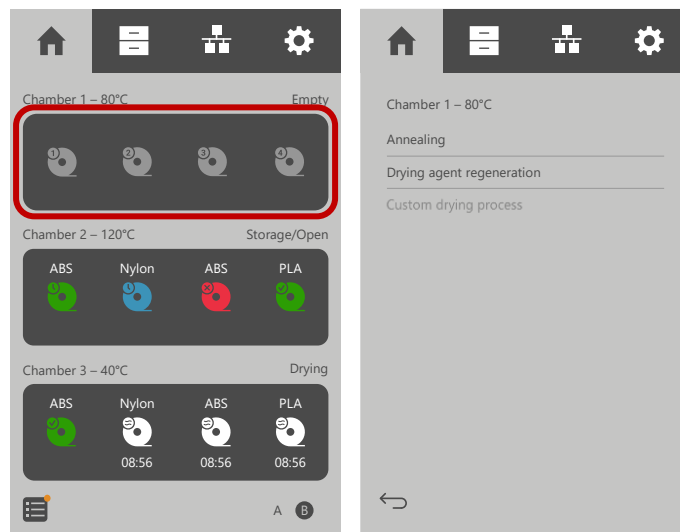 Chamber 1 – 80°C Empty
1 2 3 4
Chamber 2 – 120°C Storage/Open
ABS Nylon ABS PLA
Chamber 3 – 40°C Drying
ABS Nylon ABS PLA
08:56 08:56 08:56
A B
Chamber 1 – 80°C
Annealing
Drying agent regeneration
Custom drying process